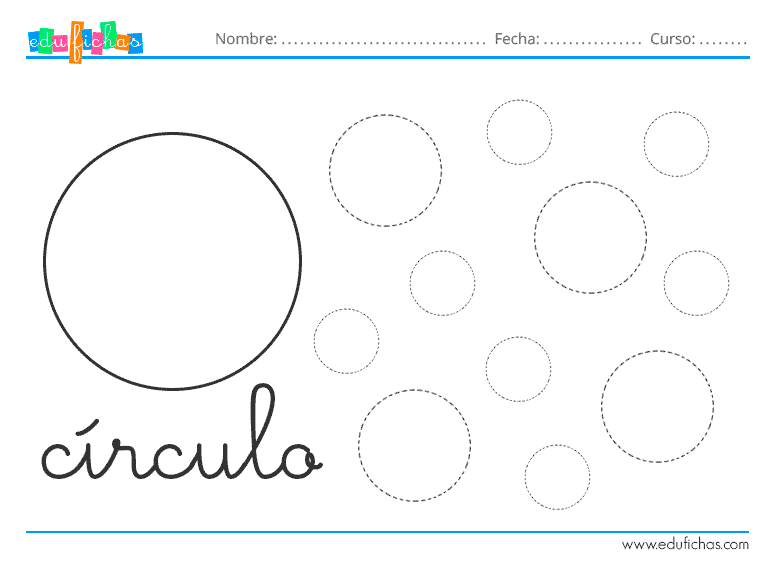 edufichas
Nombre: ................................ Fecha: ................ Curso: ........
círculo
www.edufichas.com